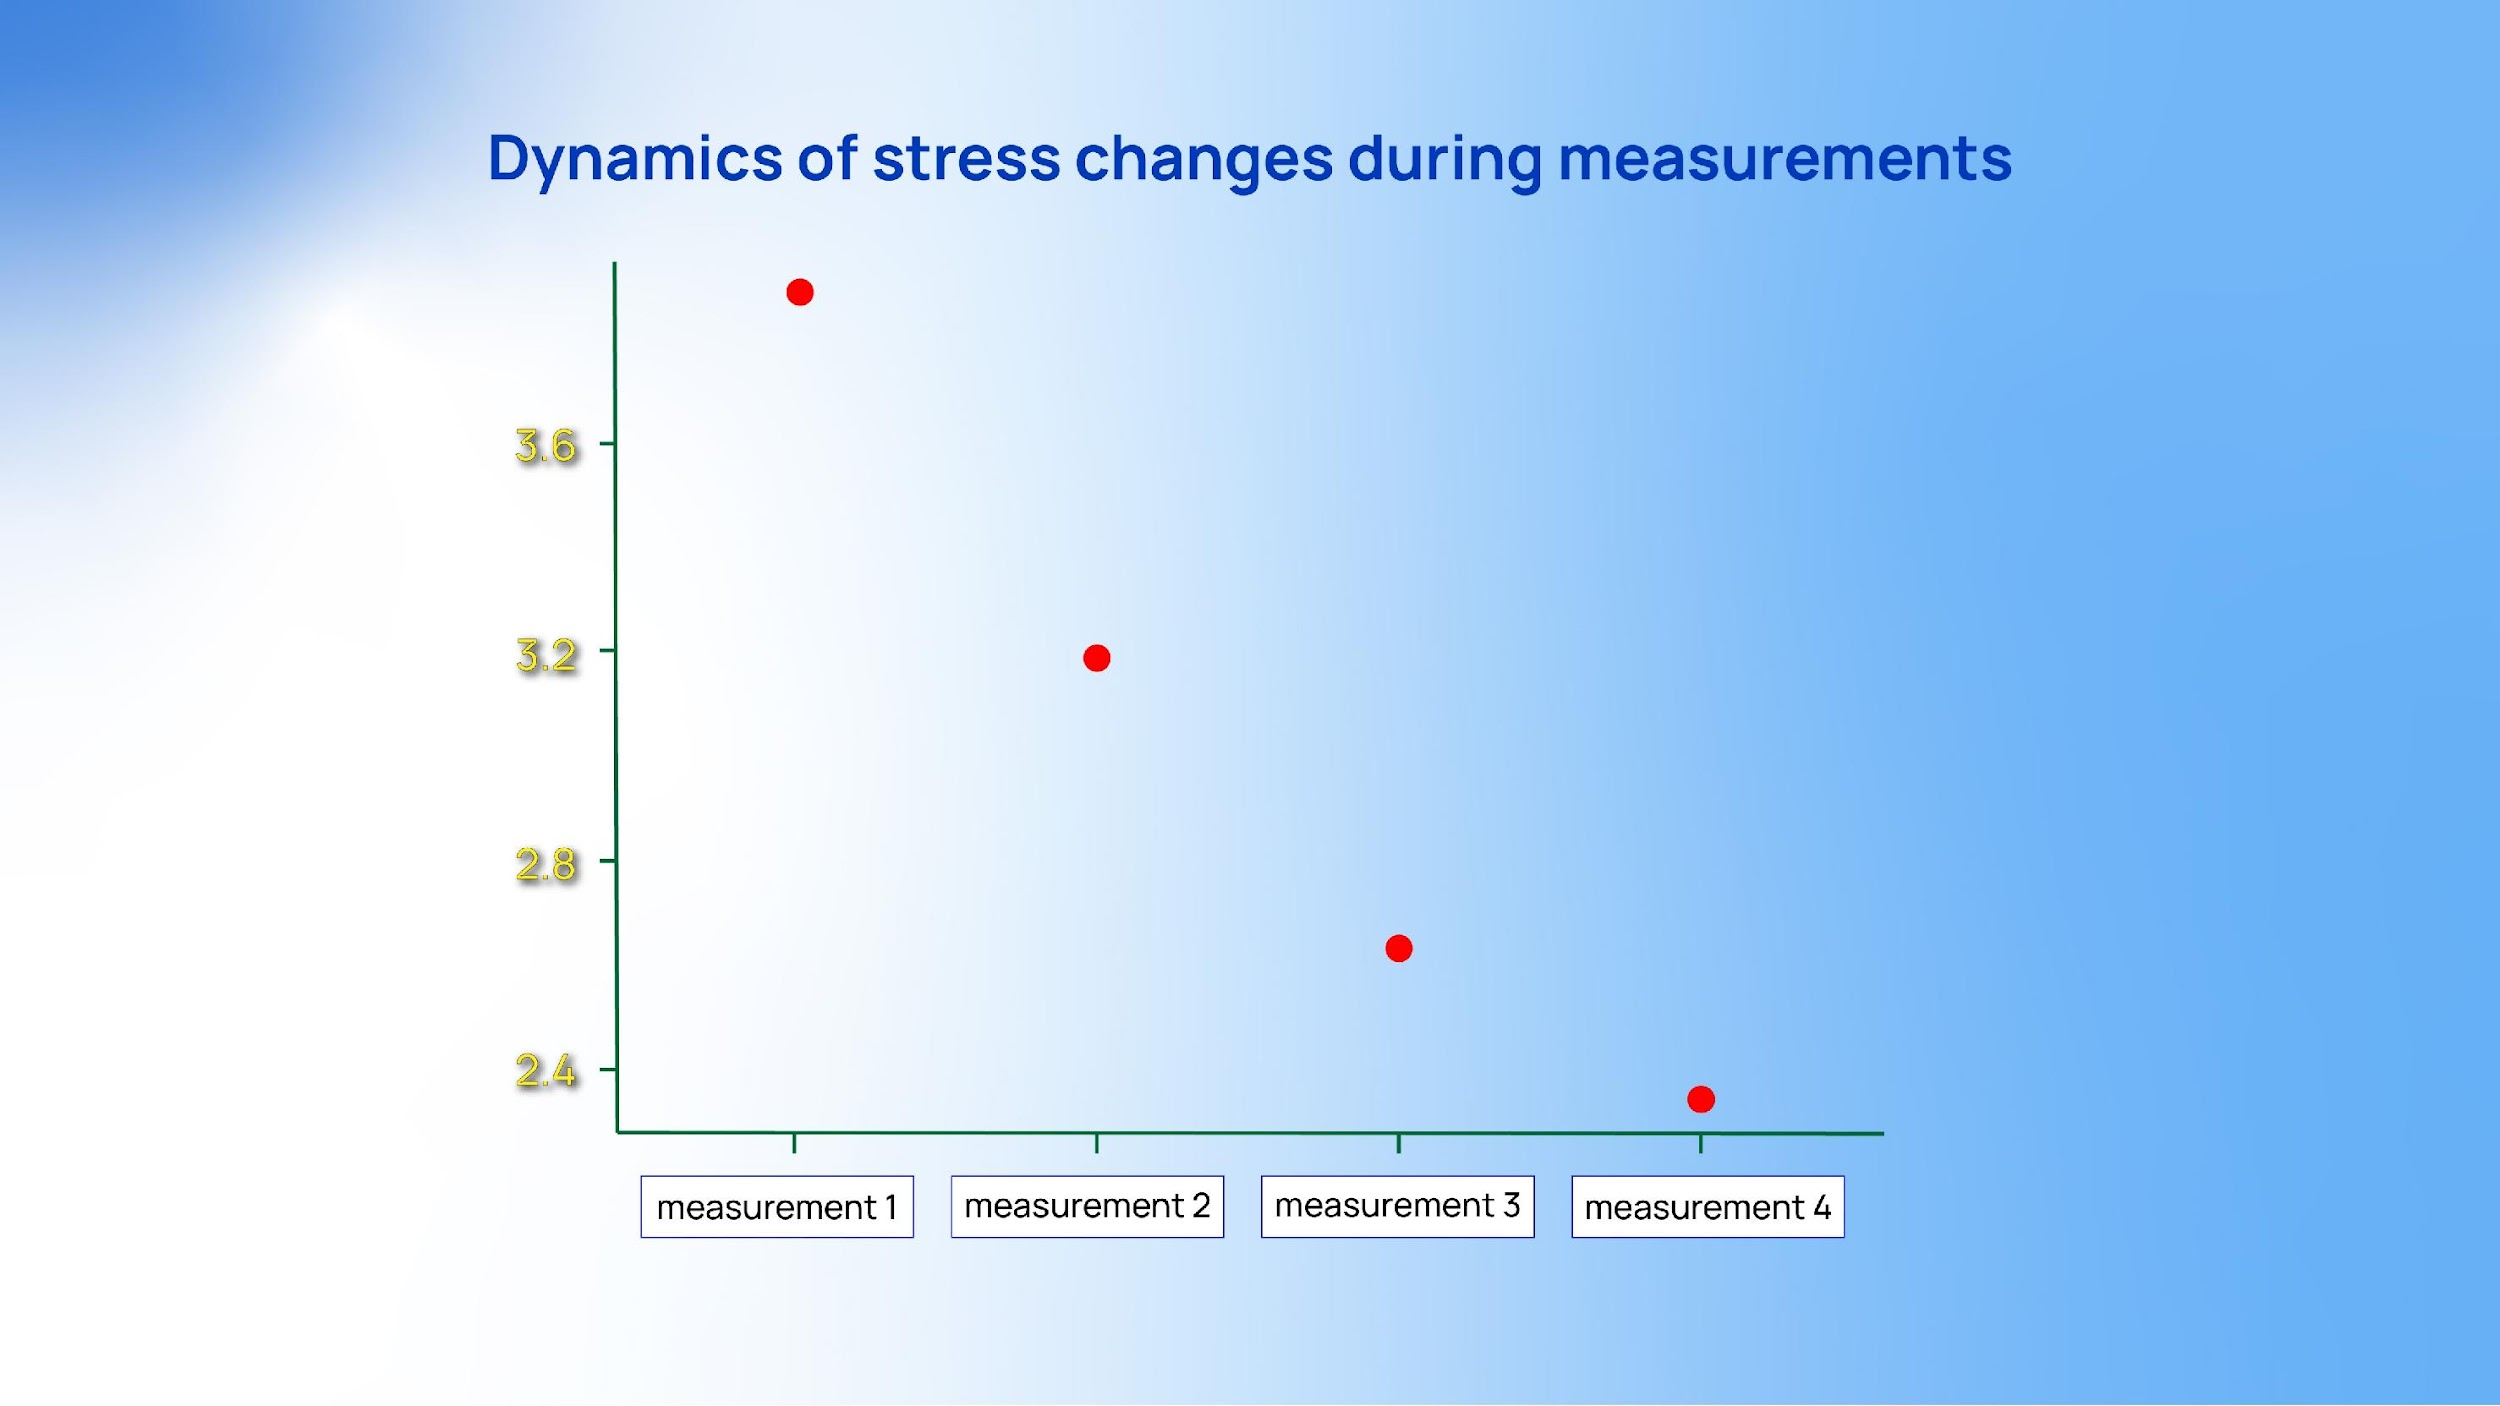 Dynamics of stress changes during measurements
3.6
3.2
2.8
2.4
measurement 1
measurement 2
measurement 3
measurement 4